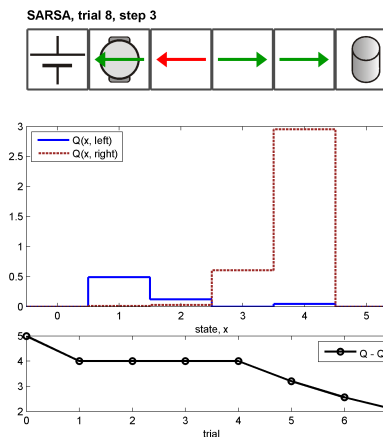 SARSA, trial 8, step 3
3
2.5
2
1.5
1
0.5
0
Q(x, left)
Q(x, right)
0 1 2 3 4 5
state, x
5
4
3
2
Q - Q
0 1 2 3 4 5 6
trial